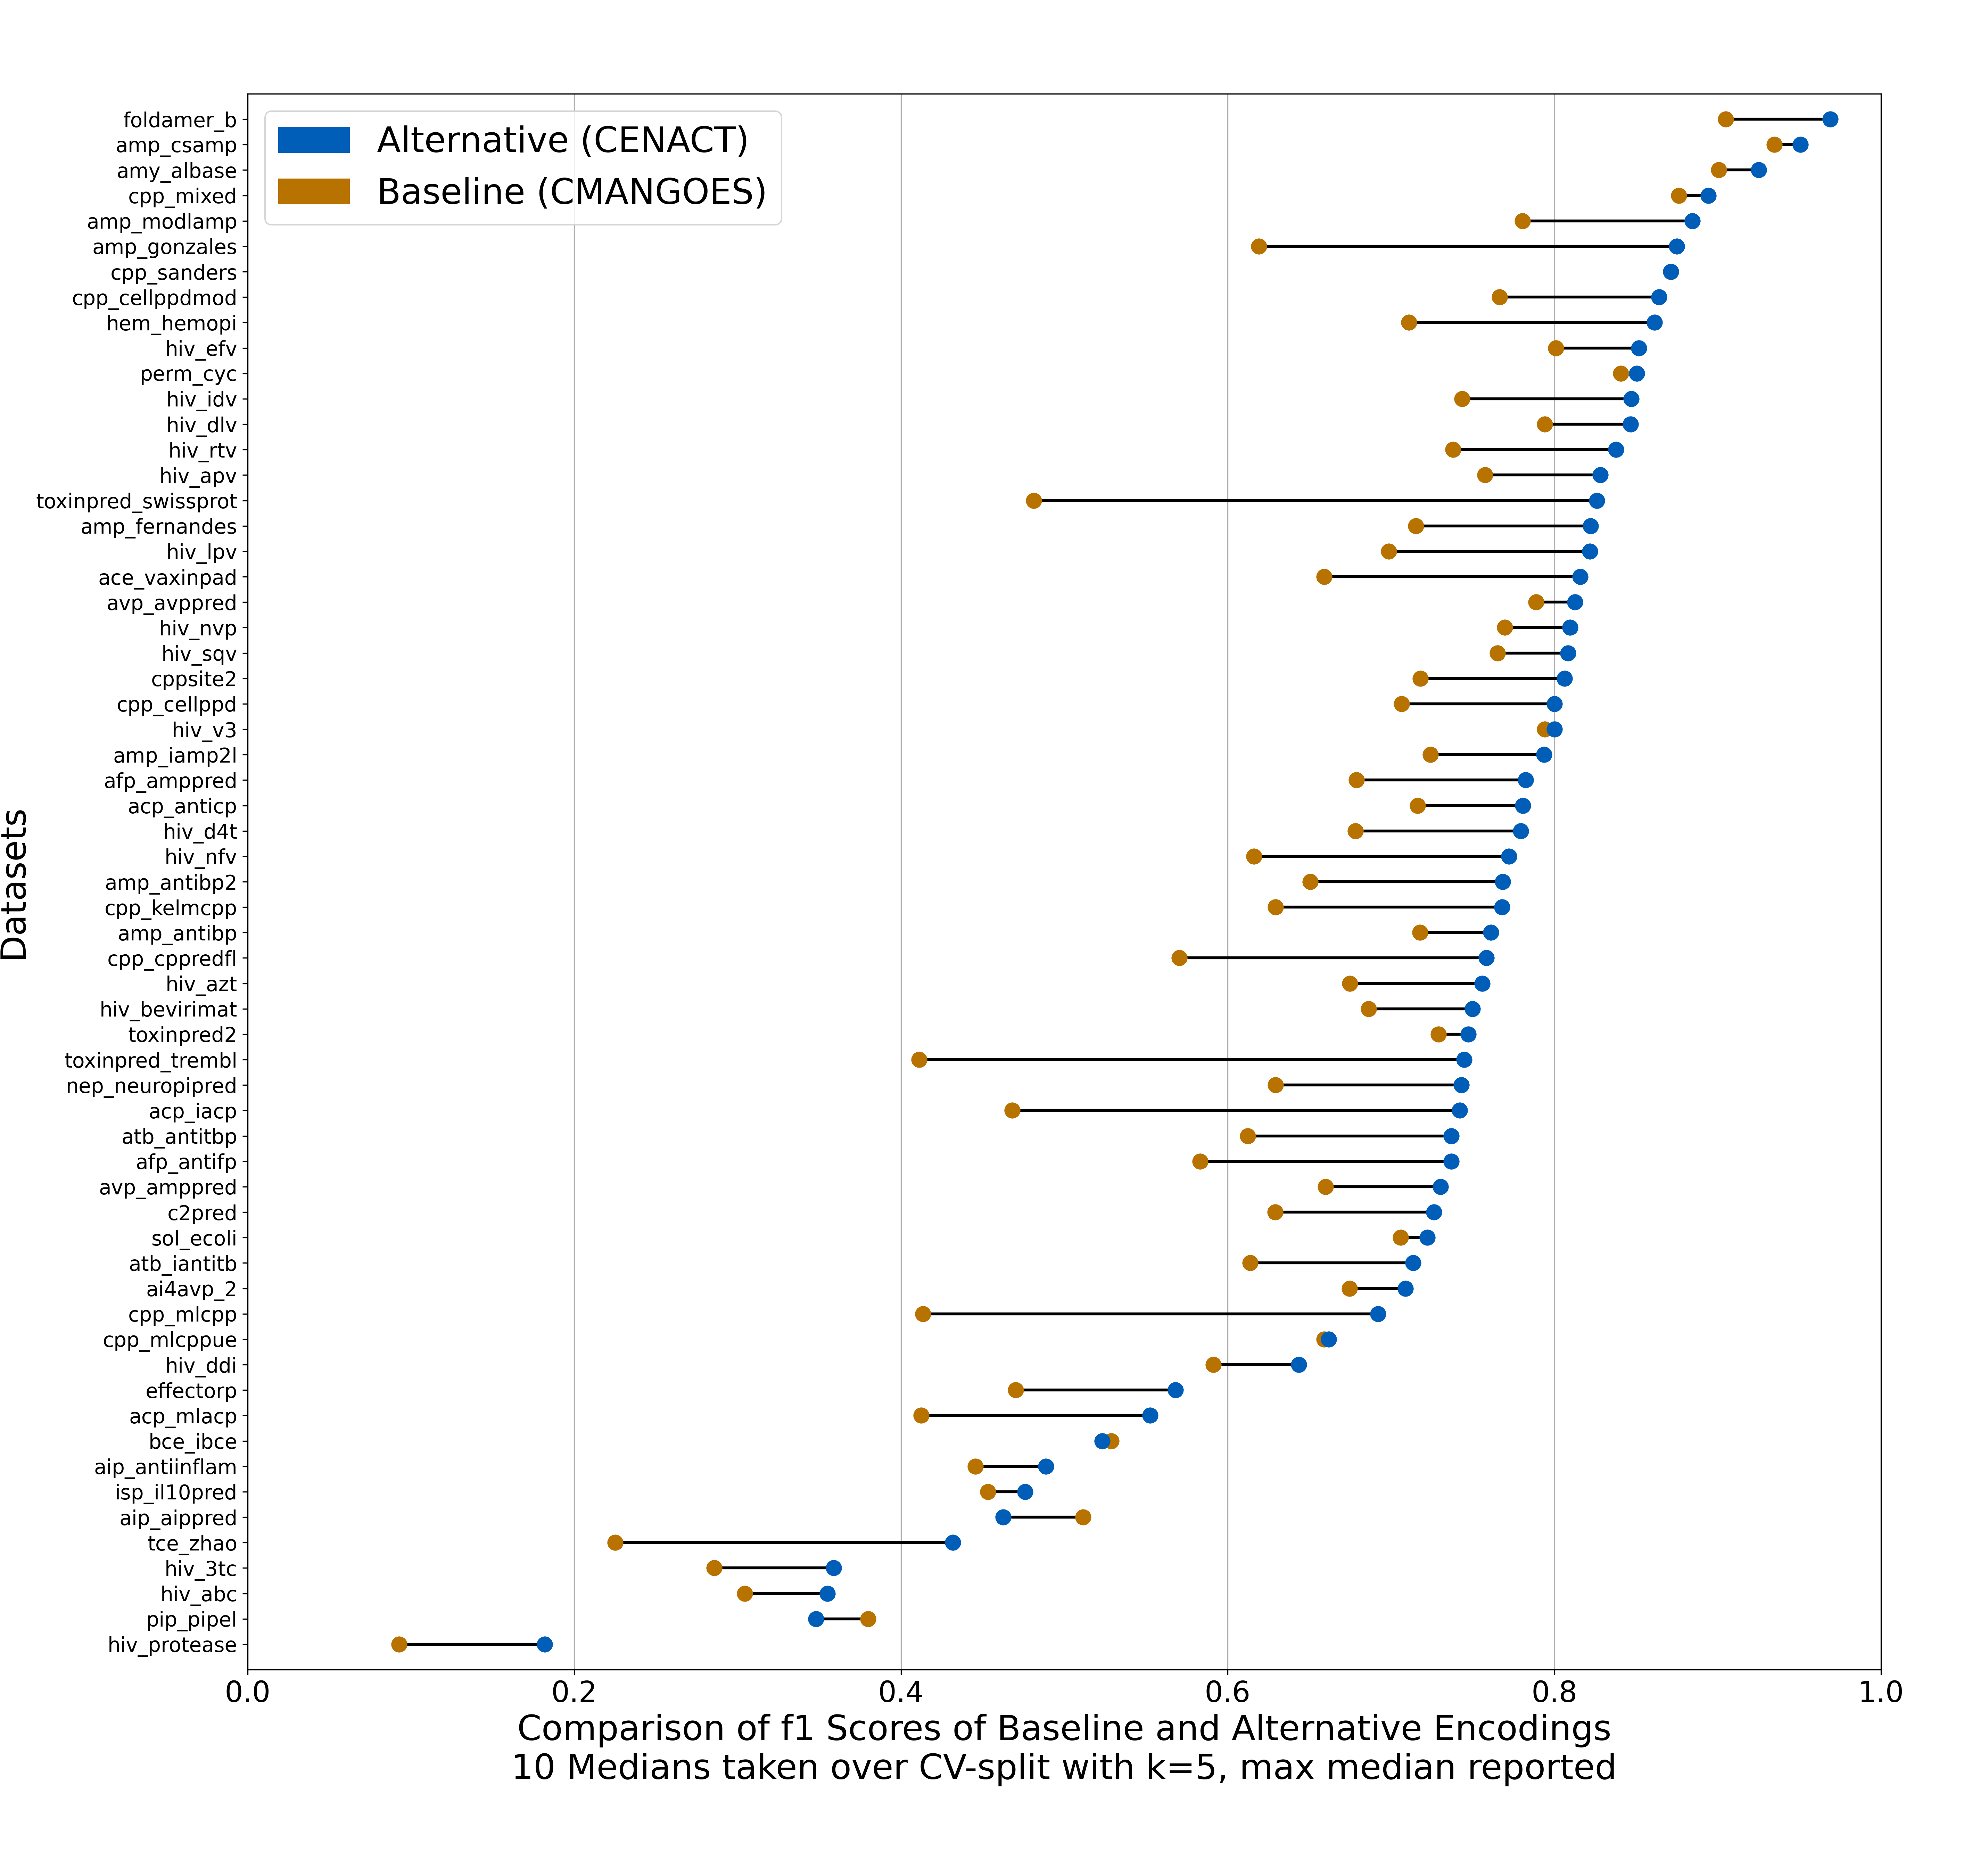 Alternative (CENACT)
Baseline (CMANGOES)
Datasets
foldamer_b
amp_csamp
amy_albase
cpp_mixed
amp_modlamp
amp_gonzales
cpp_sanders
cpp_cellppdmod
hem_hemopi
hiv_efv
perm_cyc
hiv_idv
hiv_dlv
hiv_rtv
hiv_apv
toxinpred_swissprot
amp_fernandes
hiv_lpv
ace_vaxinpad
avp_avppred
hiv_nvp
hiv_sqv
cppsite2
cpp_cellppd
hiv_v3
amp_iamp2l
afp_amppred
acp_anticp
hiv_d4t
hiv_nfv
amp_antibp2
cpp_kelmcpp
amp_antibp
cpp_cppredfl
hiv_azt
hiv_bevirimat
toxinpred2
toxinpred_trembl
nep_neuropipred
acp_iacp
atb_antitbp
afp_antifp
avp_amppred
c2pred
sol_ecoli
atb_iantitb
ai4avp_2
cpp_mlcpp
cpp_mlcppue
hiv_ddi
effectorp
acp_mlacp
bce_ibce
aip_antiinflam
isp_il10pred
aip_aippred
tce_zhao
hiv_3tc
hiv_abc
pip_pipel
hiv_protease
0.0 0.2 0.4 0.6 0.8 1.0
Comparison of f1 Scores of Baseline and Alternative Encodings
10 Medians taken over CV-split with k=5, max median reported